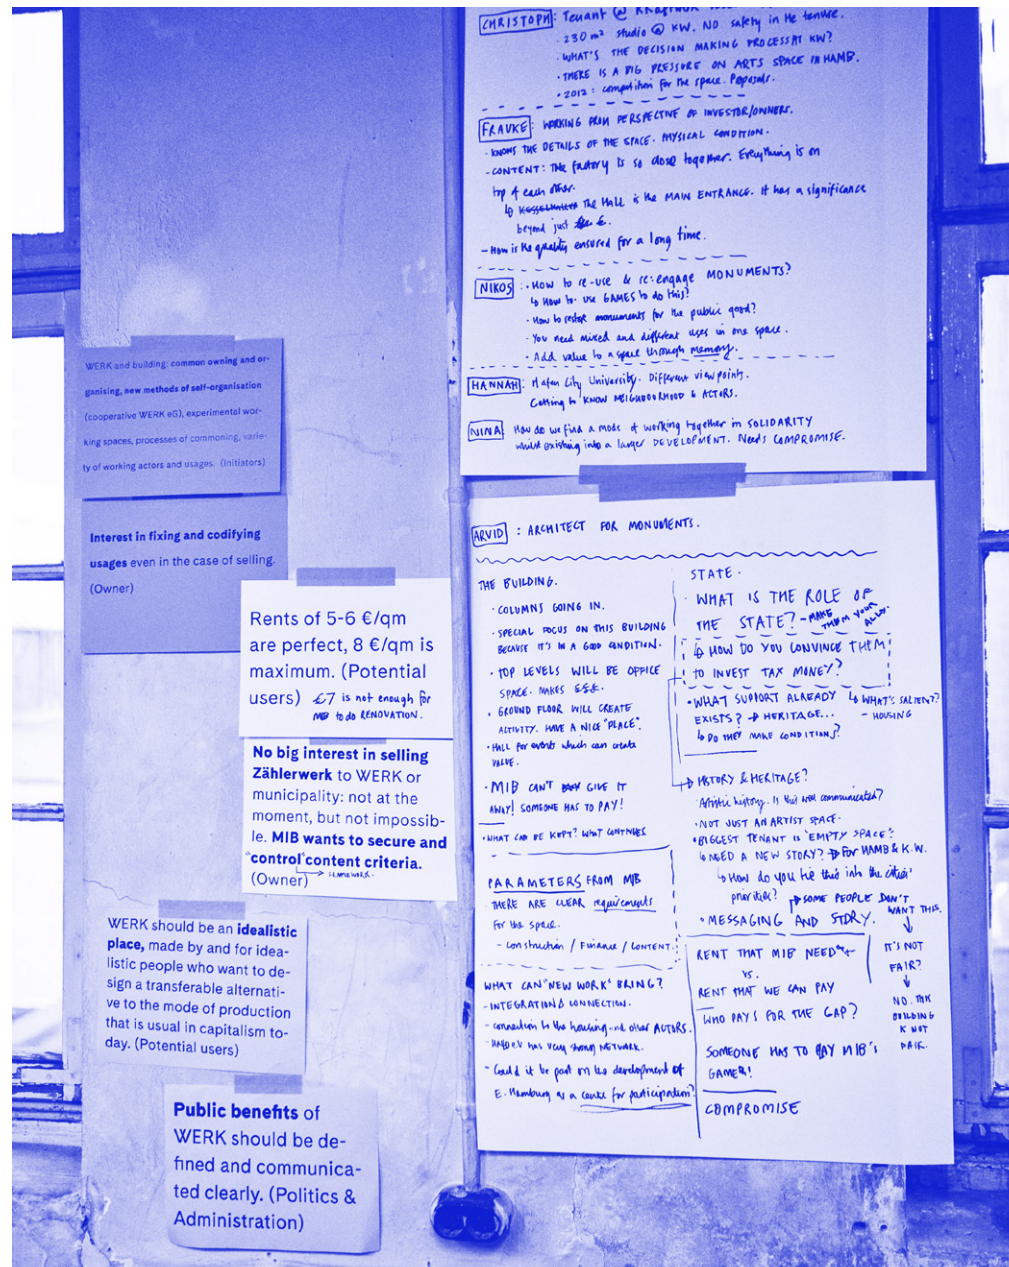 CHRISTOPH: Tenant @
· 230 m² studio @ KW. NO safety in the tenure.
· WHAT'S THE DECISION MAKING PROCESS AT KW?
· THERE IS A BIG PRESSURE ON ARTS SPACE IN HAMB.
· 2012: competition for the space. Proposals.
FRAUKE: WORKING FROM PERSPECTIVE OF INVESTOR/OWNERS.
· KNOWS THE DETAILS OF THE SPACE. PHYSICAL CONDITION.
- CONTENT: The factory is so close together. Everything is on
top of each other.
↳ The HALL is the MAIN ENTRANCE. It has a significance
beyond just £.
- How is the quality ensured for a long time.
NIKOS: · How to re-use & re-engage MONUMENTS?
↳ How to use GAMES to do this?
· How to restor monuments for the public good?
· You need mixed and different uses in one space.
· Add value to a space through memory.
HANNAH: Hafen City University. Different viewpoints.
Getting to KNOW NEIGHBOURHOOD & ACTORS.
NINA: How do we find a mode of working together in SOLIDARITY
whilst existing into a larger DEVELOPMENT. Needs COMPROMISE.
WERK and building: common owning and or-
ganising, new methods of self-organisation
(cooperative WERK eG), experimental wor-
king spaces, processes of commoning, varie-
ty of working actors and usages. (Initiators)
Interest in fixing and codifying
usages even in the case of selling.
(Owner)
Rents of 5-6 €/qm
are perfect, 8 €/qm is
maximum. (Potential
users) £7 is not enough for
to do RENOVATION.
No big interest in selling
Zählerwerk to WERK or
municipality: not at the
moment, but not impossib-
le. MIB wants to secure and
"control" content criteria.
(Owner) → FRAMEWORK.
WERK should be an idealistic
place, made by and for idea-
listic people who want to de-
sign a transferable alternati-
ve to the mode of production
that is usual in capitalism to-
day. (Potential users)
Public benefits of
WERK should be de-
fined and communica-
ted clearly. (Politics &
Administration)
ARVID: ARCHITECT FOR MONUMENTS.
THE BUILDING.
· COLUMNS GOING IN.
· SPECIAL FOCUS ON THIS BUILDING
BECAUSE IT'S IN A GOOD CONDITION.
· TOP LEVELS WILL BE OFFICE
SPACE. MAKES £££.
· GROUND FLOOR WILL CREATE
ACTIVITY. HAVE A NICE "PLACE".
· HALL for events which can create
VALUE.
· MIB CAN'T GIVE IT
AWAY! SOMEONE HAS TO PAY!
· WHAT CAN BE KEPT? WHAT CONTINUES
PARAMETERS FROM MIB
THERE ARE CLEAR requirements
for the space.
- Construction / Finance / CONTENT.
WHAT CAN 'NEW WORK' BRING?
- INTEGRATION & CONNECTION.
- connection to the housing and other ACTORS.
- has very strong NETWORK.
- Could it be part on the development of
E. Hamburg as a centre for participation?
STATE.
· WHAT IS THE ROLE OF
THE STATE? - MAKE
THEM YOUR
ALLY.
↳ HOW DO YOU CONVINCE THEM
TO INVEST TAX MONEY?
· WHAT SUPPORT ALREADY
EXISTS? → HERITAGE...
↳ DO THEY MAKE CONDITIONS?
↳ WHAT'S SALIENT?
- HOUSING
→ HISTORY & HERITAGE?
· Artistic history. Is this well communicated?
· NOT JUST AN ARTIST SPACE.
· BIGGEST TENANT IS 'EMPTY SPACE'?
↳ NEED A NEW STORY? → For HAMB & K.W.
↳ How do you tie this into the cities'
priorities?
→ SOME PEOPLE DON'T
WANT THIS.
↓
IT'S NOT
FAIR?
↓
NO. THE
BUILDING
IS NOT
FAIR.
· MESSAGING AND STORY.
RENT THAT MIB NEED
vs.
RENT THAT WE CAN PAY
WHO PAYS FOR THE GAP?
SOMEONE HAS TO PAY MIB'S
GAME!
COMPROMISE